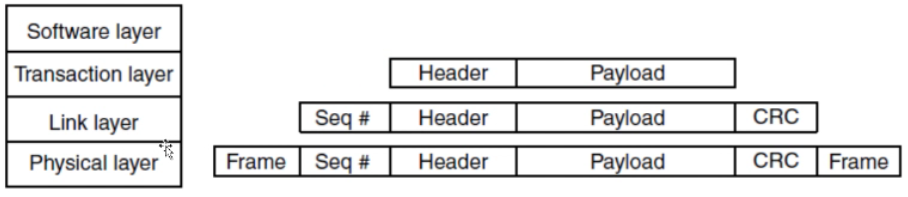 Software layer
Transaction layer Header Payload
Link layer Seq # Header Payload CRC
Physical layer Frame Seq # Header Payload CRC Frame